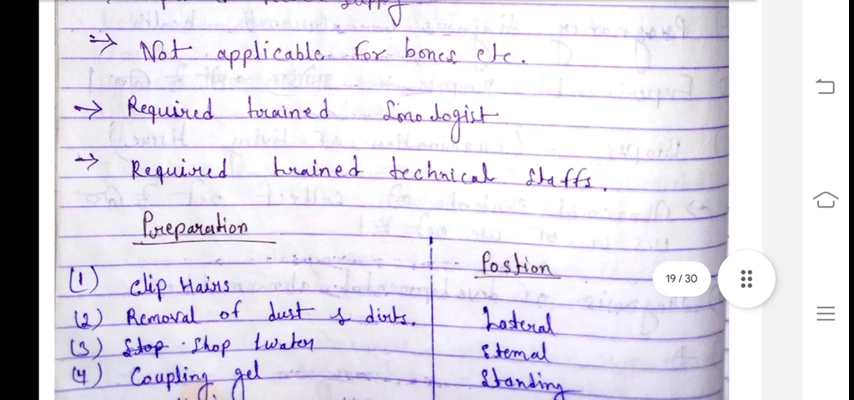 ⇒ Not applicable for bones etc.
→ Required trained Sonologist
→ Required trained technical staffs.
Preparation
Postion
(1) Clip Hairs
(2) Removal of dust & dirts.
Lateral
(3) Shop & water
Sternal
(4) Coupling gel
Standing
19 / 30